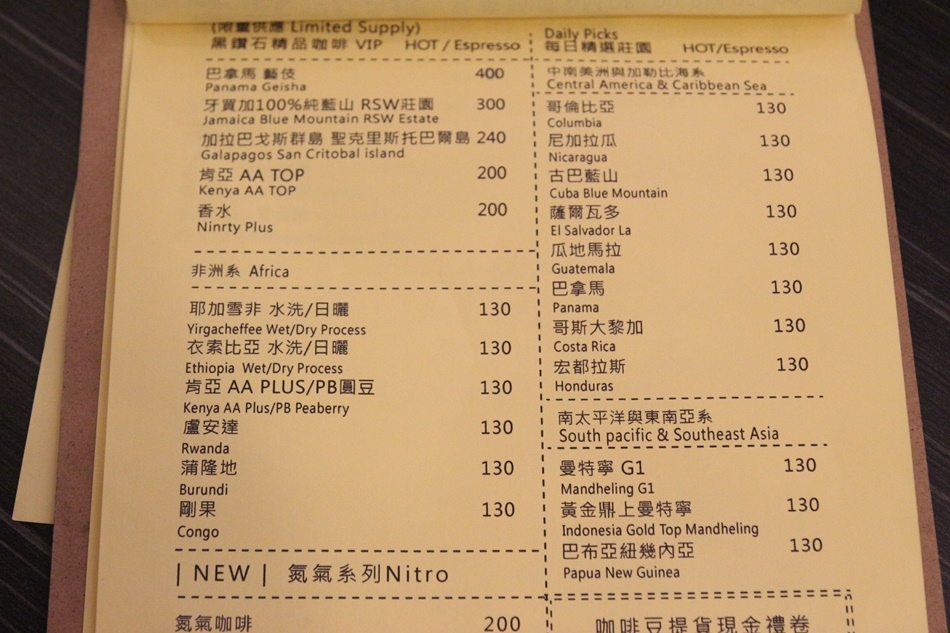 (限量供應 Limited Supply)
黑鑽石精品咖啡 VIP HOT / Espresso
巴拿馬 藝伎 400
Panama Geisha
牙買加100%純藍山 RSW莊園 300
Jamaica Blue Mountain RSW Estate
加拉巴戈斯群島 聖克里斯托巴爾島 240
Galapagos San Critobal island
肯亞 AA TOP 200
Kenya AA TOP
香水 200
Ninrty Plus
非洲系 Africa
耶加雪非 水洗/日曬 130
Yirgacheffee Wet/Dry Process
衣索比亞 水洗/日曬 130
Ethiopia Wet/Dry Process
肯亞 AA PLUS/PB圓豆 130
Kenya AA Plus/PB Peaberry
盧安達 130
Rwanda
蒲隆地 130
Burundi
剛果 130
Congo
| NEW | 氮氣系列Nitro
氮氣咖啡 200
Daily Picks
每日精選莊園 HOT/Espresso
中南美洲與加勒比海系
Central America & Caribbean Sea
哥倫比亞 130
Columbia
尼加拉瓜 130
Nicaragua
古巴藍山 130
Cuba Blue Mountain
薩爾瓦多 130
El Salvador La
瓜地馬拉 130
Guatemala
巴拿馬 130
Panama
哥斯大黎加 130
Costa Rica
宏都拉斯 130
Honduras
南太平洋與東南亞系
South pacific & Southeast Asia
曼特寧 G1 130
Mandheling G1
黃金鼎上曼特寧 130
Indonesia Gold Top Mandheling
巴布亞紐幾內亞 130
Papua New Guinea
咖啡豆提貨現金禮卷